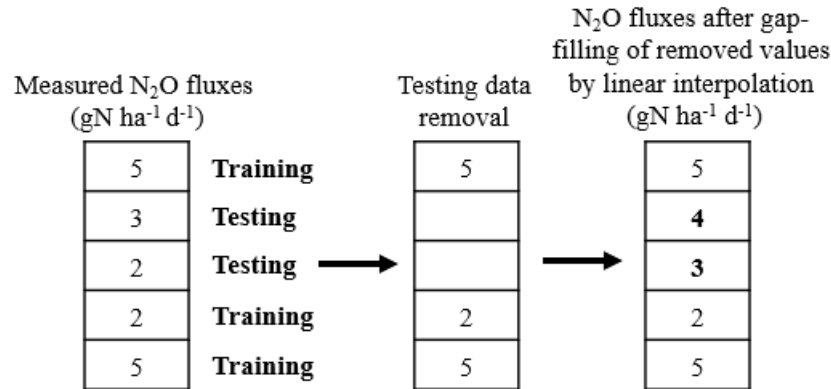 N₂O fluxes after gap-
filling of removed values
by linear interpolation
(gN ha⁻¹ d⁻¹)
Measured N₂O fluxes
(gN ha⁻¹ d⁻¹)
Testing data
removal
5 Training 5 5
3 Testing 4
2 Testing 3
2 Training 2 2
5 Training 5 5